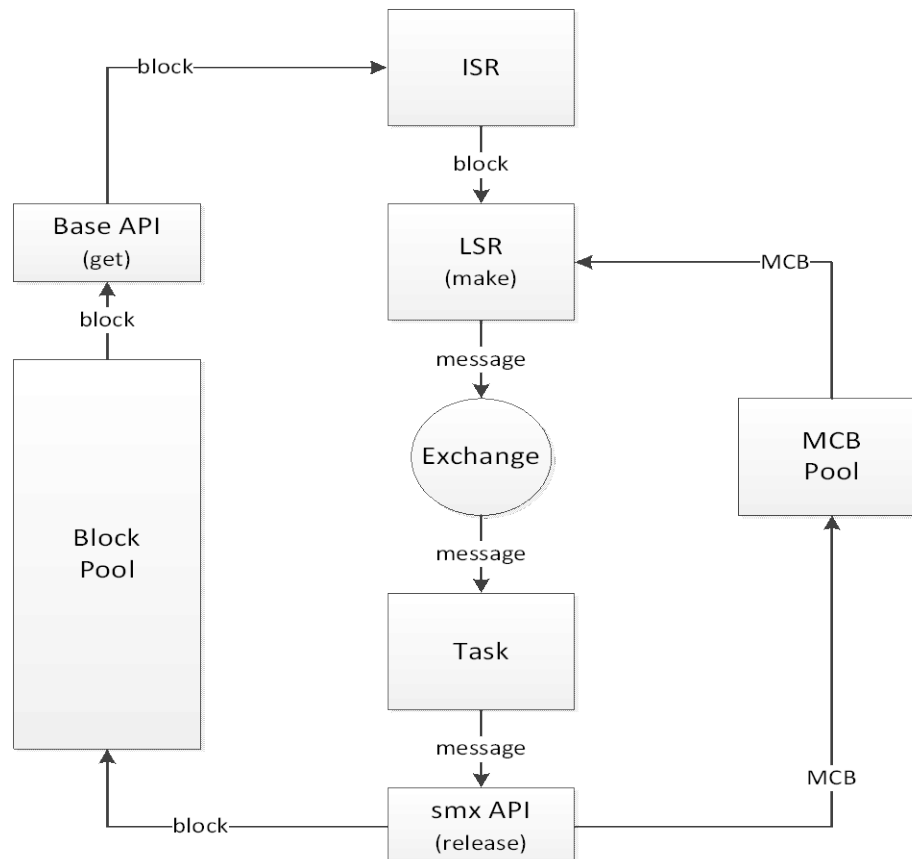 ISR
block
block
Base API
(get)
LSR
(make)
MCB
block
message
Exchange
MCB
Pool
Block
Pool
message
Task
message
MCB
smx API
(release)
block